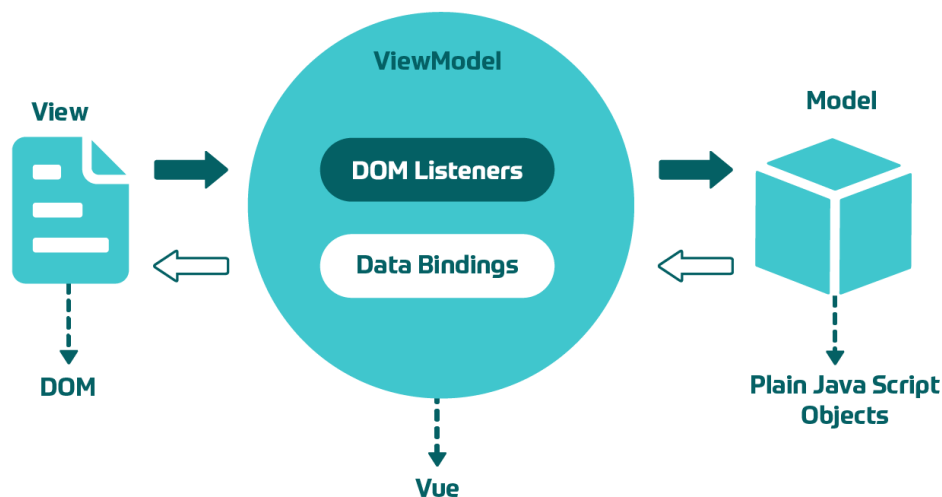 ViewModel
View
Model
DOM Listeners
Data Bindings
DOM
Plain Java Script
Objects
Vue